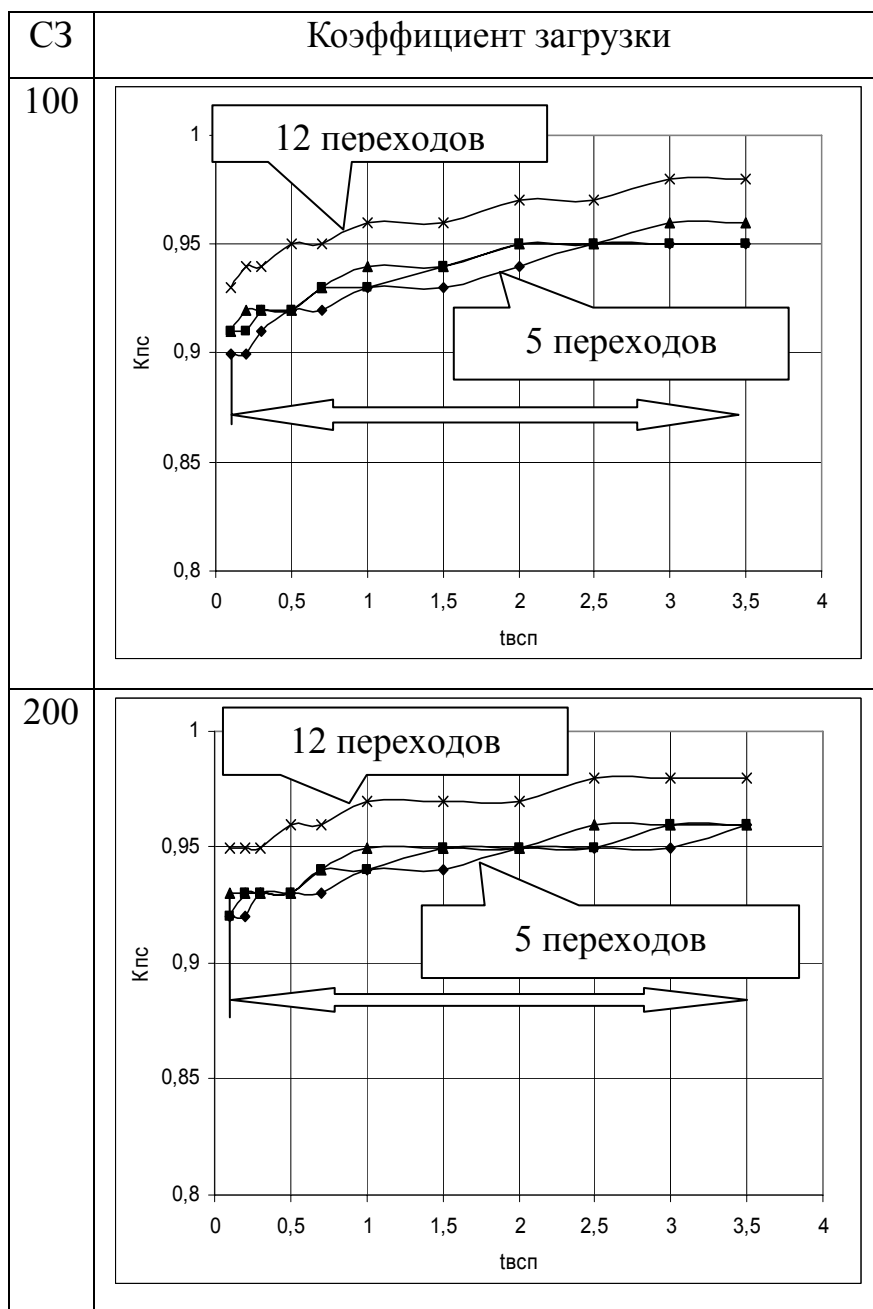 СЗ
Коэффициент загрузки
100
12 переходов
1
0,95
0,9
0,85
0,8
Кпс
5 переходов
0 0,5 1 1,5 2 2,5 3 3,5 4
tвсп
200
12 переходов
1
0,95
0,9
0,85
0,8
Кпс
5 переходов
0 0,5 1 1,5 2 2,5 3 3,5 4
tвсп